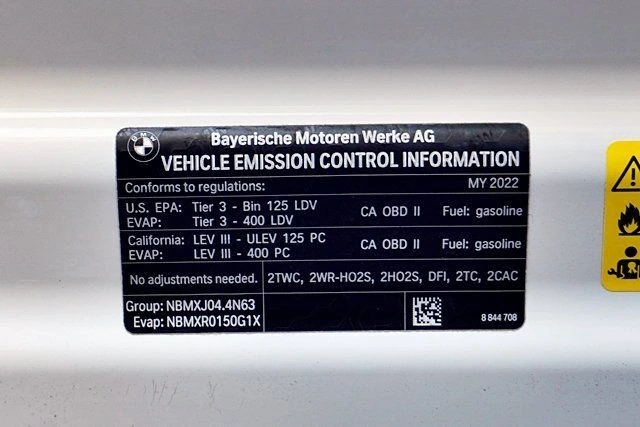 BMW
Bayerische Motoren Werke AG
VEHICLE EMISSION CONTROL INFORMATION
Conforms to regulations: MY 2022
U.S. EPA: Tier 3 - Bin 125 LDV CA OBD II Fuel: gasoline
EVAP: Tier 3 - 400 LDV
California: LEV III - ULEV 125 PC CA OBD II Fuel: gasoline
EVAP: LEV III - 400 PC
No adjustments needed. 2TWC, 2WR-HO2S, 2HO2S, DFI, 2TC, 2CAC
Group: NBMXJ04.4N63
Evap: NBMXR0150G1X 8 844 708